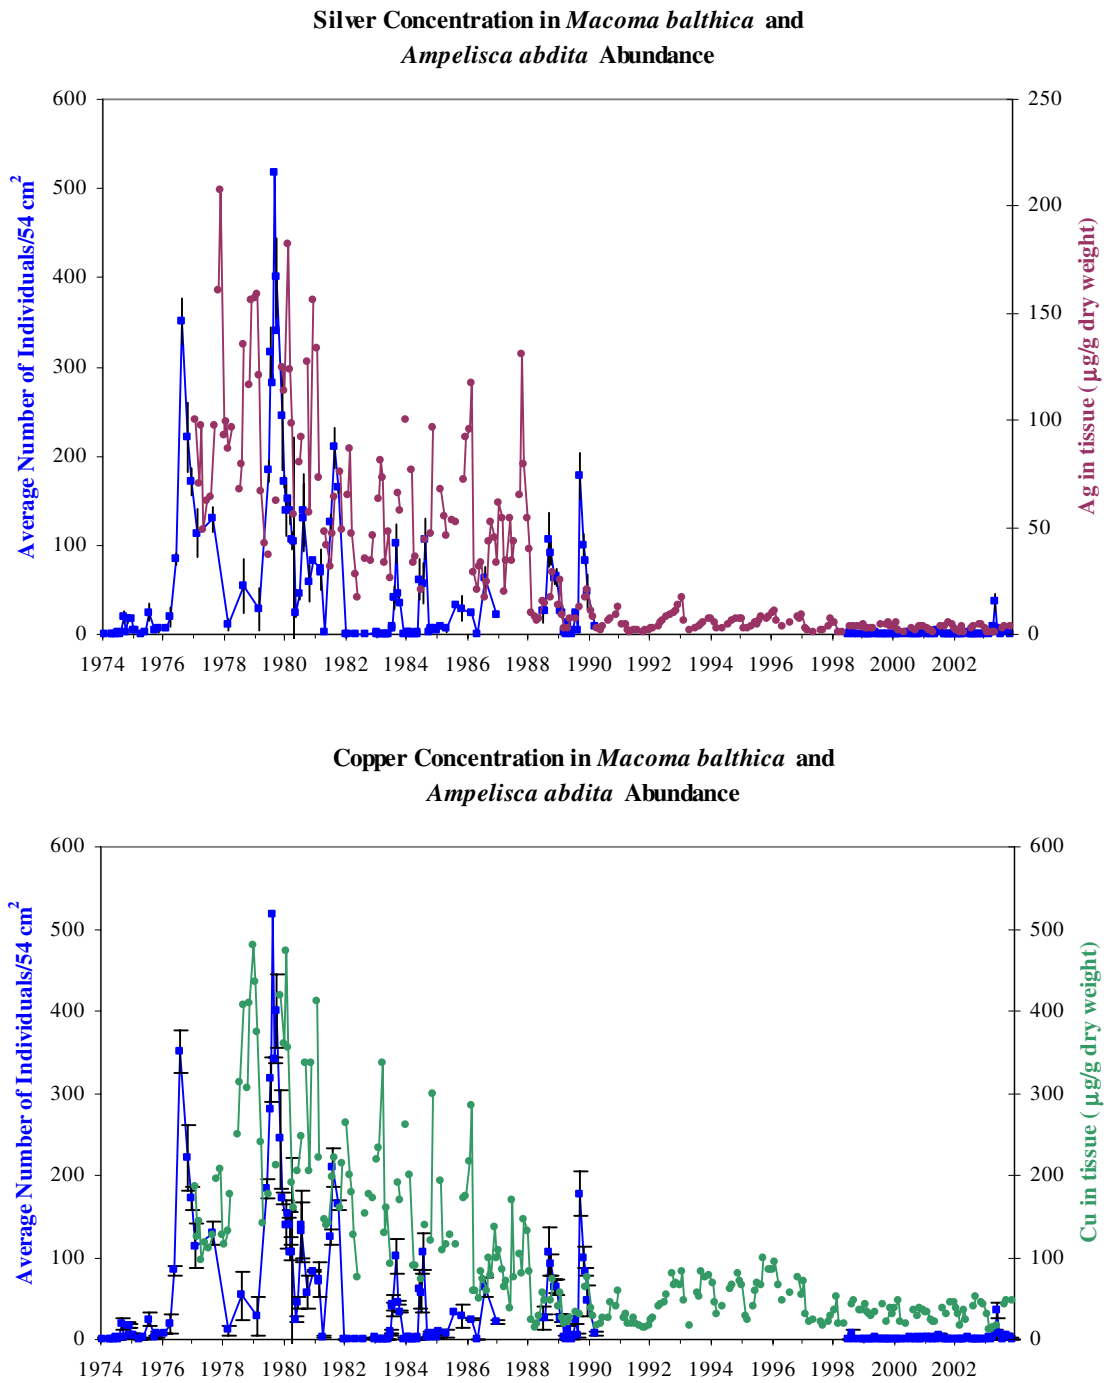 Silver Concentration in Macoma balthica and
Ampelisca abdita Abundance
600
500
400
300
200
100
0
Average Number of Individuals/54 cm²
250
200
150
100
50
0
Ag in tissue ( µg/g dry weight)
1974 1976 1978 1980 1982 1984 1986 1988 1990 1992 1994 1996 1998 2000 2002
Copper Concentration in Macoma balthica and
Ampelisca abdita Abundance
600
500
400
300
200
100
0
Average Number of Individuals/54 cm²
600
500
400
300
200
100
0
Cu in tissue ( µg/g dry weight)
1974 1976 1978 1980 1982 1984 1986 1988 1990 1992 1994 1996 1998 2000 2002